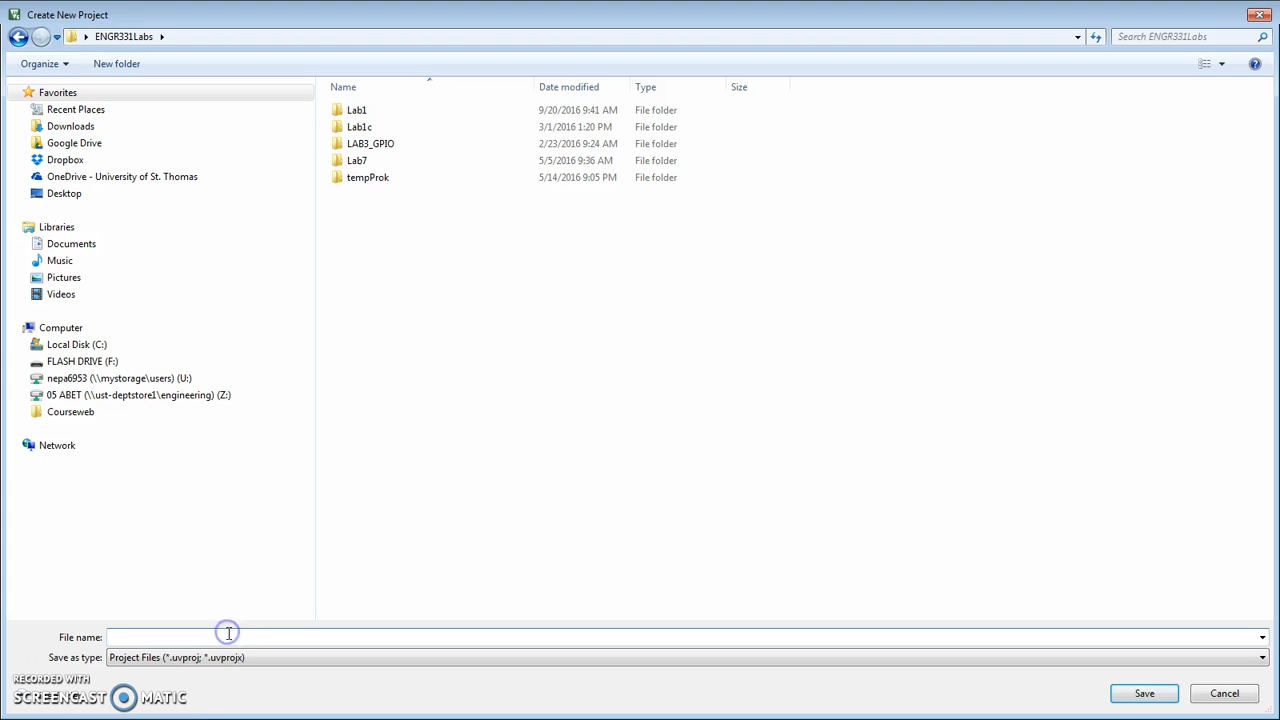 Create New Project
ENGR331Labs
Search ENGR331Labs
Organize
New folder
Name Date modified Type Size
Favorites
Recent Places
Downloads
Google Drive
Dropbox
OneDrive - University of St. Thomas
Desktop
Libraries
Documents
Music
Pictures
Videos
Computer
Local Disk (C:)
FLASH DRIVE (F:)
nepa6953 (\\mystorage\users) (U:)
05 ABET (\\ust-deptstore1\engineering) (Z:)
Courseweb
Network
Lab1 9/20/2016 9:41 AM File folder
Lab1c 3/1/2016 1:20 PM File folder
LAB3_GPIO 2/23/2016 9:24 AM File folder
Lab7 5/5/2016 9:36 AM File folder
tempProk 5/14/2016 9:05 PM File folder
File name:
Save as type: Project Files (*.uvproj; *.uvprojx)
RECORDED WITH
SCREENCAST MATIC
Save Cancel